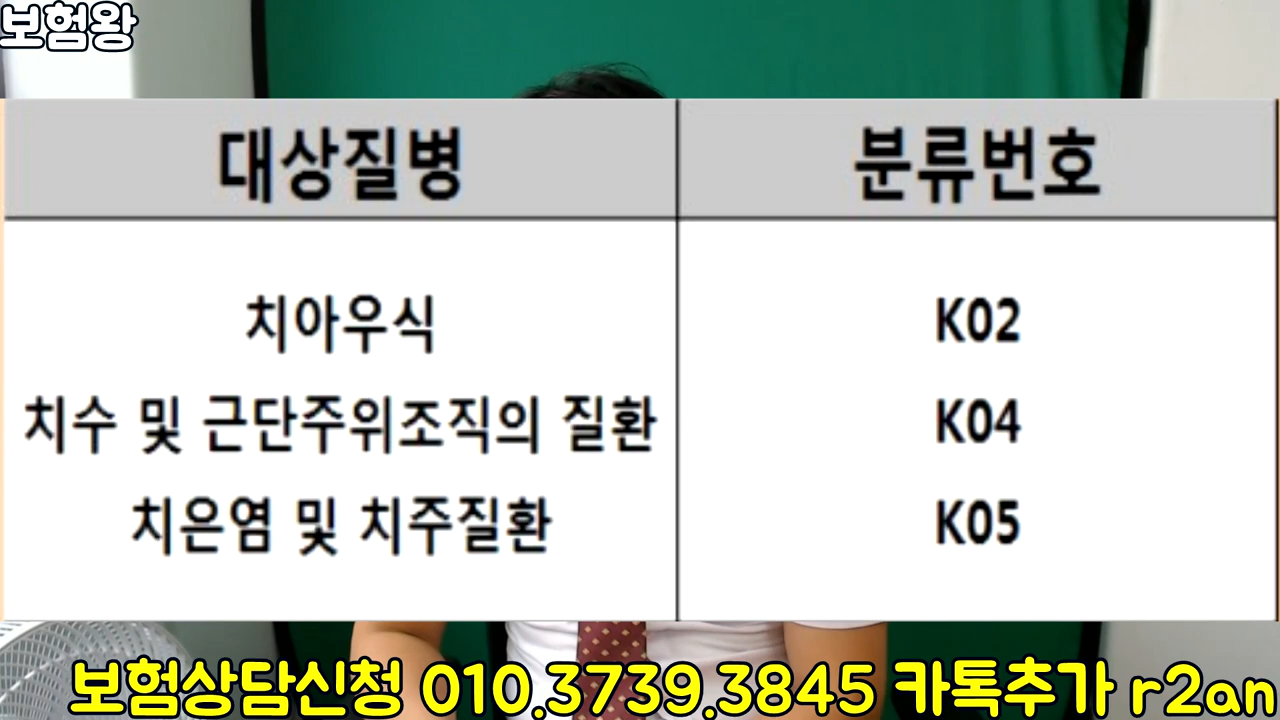 보험왕
대상질병 분류번호
치아우식 K02
치수 및 근단주위조직의 질환 K04
치은염 및 치주질환 K05
보험상담신청 010.3739.3845 카톡추가 r2an